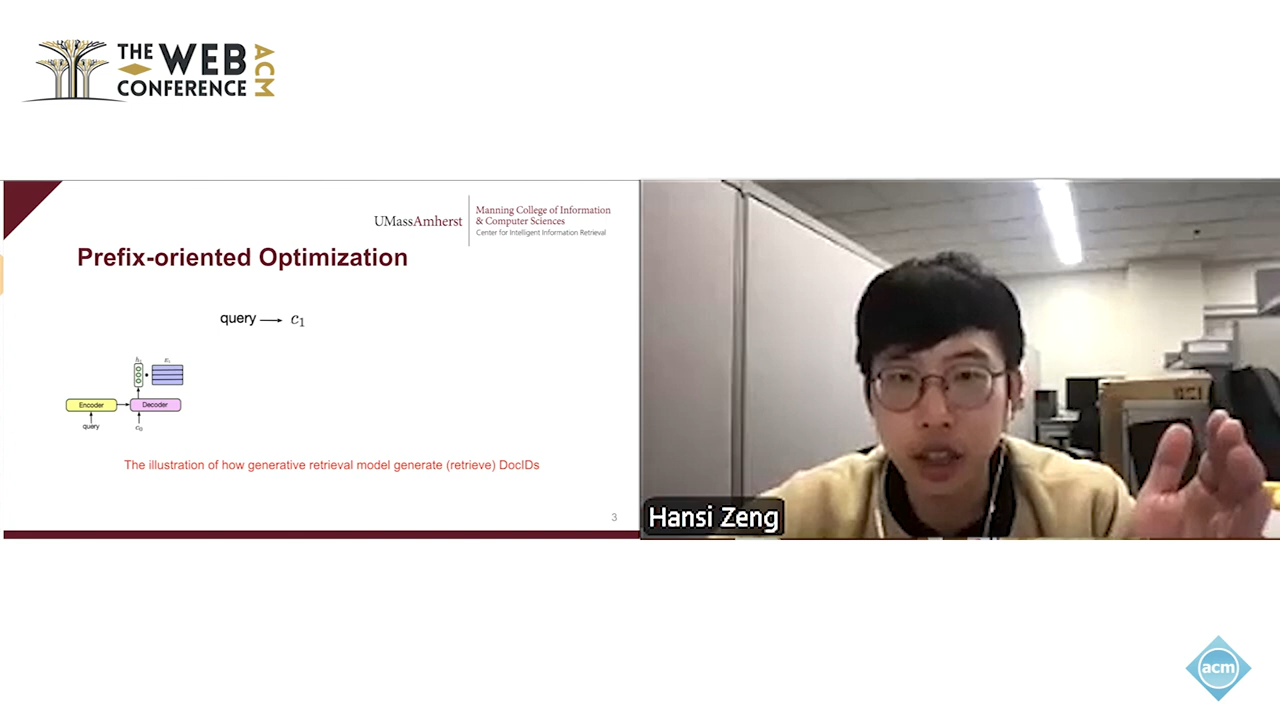 THE WEB
CONFERENCE
ACM
UMassAmherst
Manning College of Information
& Computer Sciences
Center for Intelligent Information Retrieval
Prefix-oriented Optimization
query → c₁
Encoder
Decoder
query
c₀
The illustration of how generative retrieval model generate (retrieve) DocIDs
3
Hansi Zeng
acm